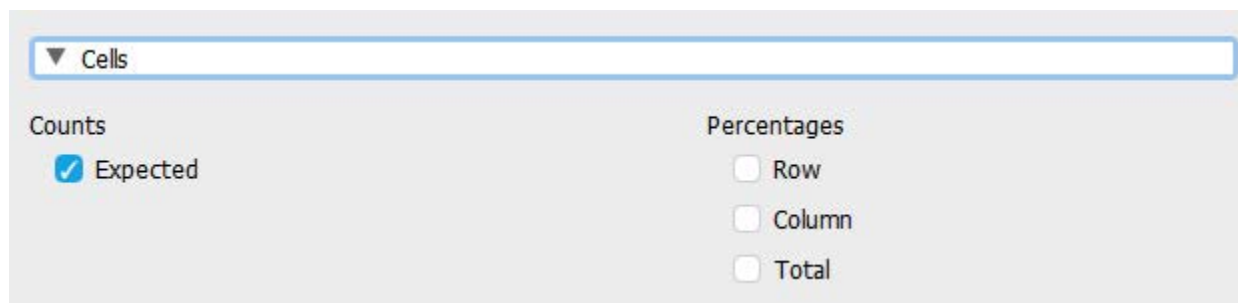 Cells
Counts
Expected
Percentages
Row
Column
Total